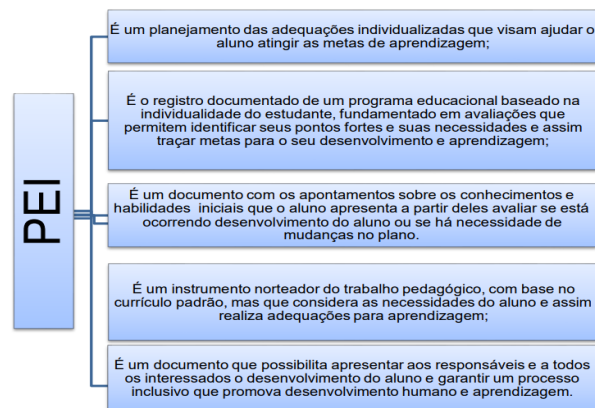 PEI
É um planejamento das adequações individualizadas que visam ajudar o
aluno atingir as metas de aprendizagem;
É o registro documentado de um programa educacional baseado na
individualidade do estudante, fundamentado em avaliações que
permitem identificar seus pontos fortes e suas necessidades e assim
traçar metas para o seu desenvolvimento e aprendizagem;
É um documento com os apontamentos sobre os conhecimentos e
habilidades iniciais que o aluno apresenta a partir deles avaliar se está
ocorrendo desenvolvimento do aluno ou se há necessidade de
mudanças no plano.
É um instrumento norteador do trabalho pedagógico, com base no
currículo padrão, mas que considera as necessidades do aluno e assim
realiza adequações para aprendizagem;
É um documento que possibilita apresentar aos responsáveis e a todos
os interessados o desenvolvimento do aluno e garantir um processo
inclusivo que promova desenvolvimento humano e aprendizagem.